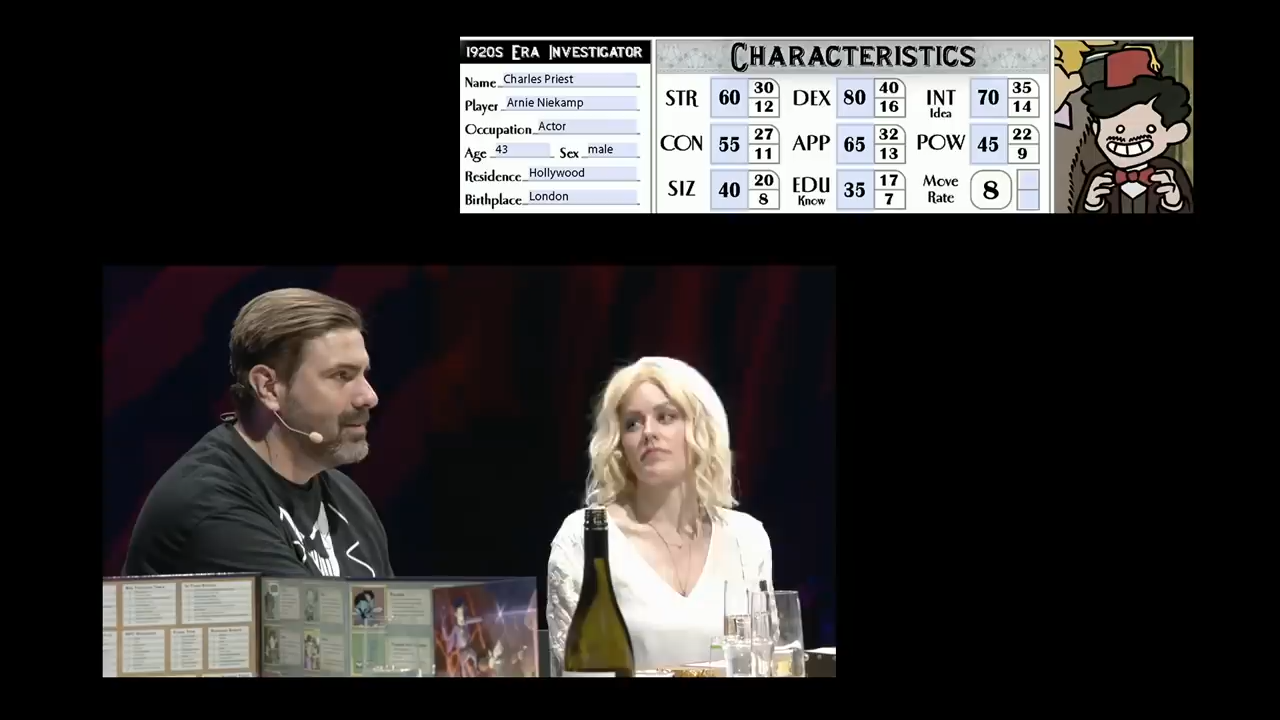 1920s Era Investigator
Name Charles Priest
Player Arnie Niekamp
Occupation Actor
Age 43 Sex male
Residence Hollywood
Birthplace London
Characteristics
STR 60 30 12 DEX 80 40 16 INT Idea 70 35 14
CON 55 27 11 APP 65 32 13 POW 45 22 9
SIZ 40 20 8 EDU Know 35 17 7 Move Rate 8